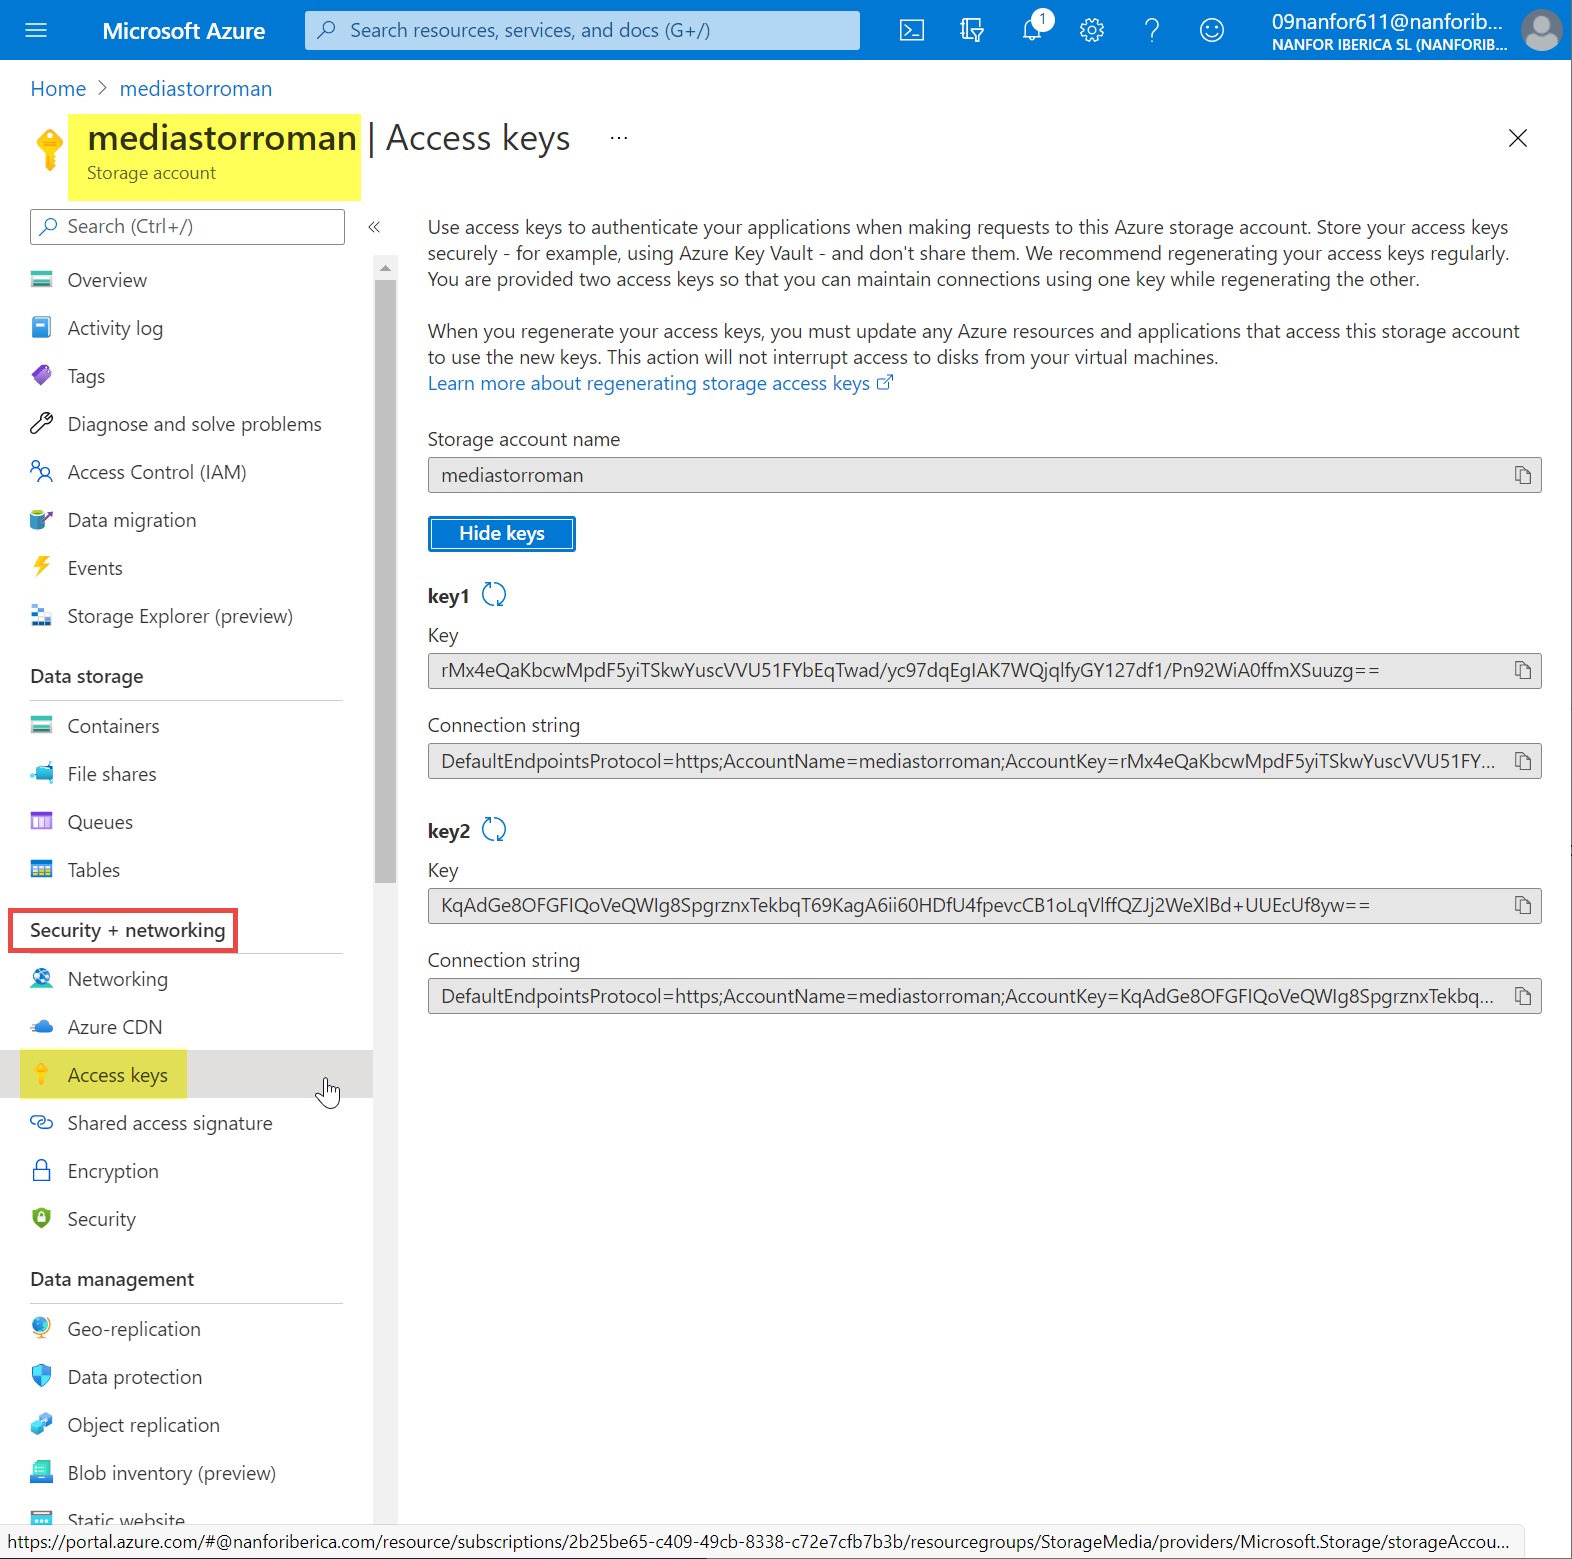 Microsoft Azure
Search resources, services, and docs (G+/)
1
09nanfor611@nanforib...
NANFOR IBERICA SL (NANFORIB...
Home > mediastorroman
mediastorroman | Access keys ...
Storage account
Search (Ctrl+/)
«
Overview
Activity log
Tags
Diagnose and solve problems
Access Control (IAM)
Data migration
Events
Storage Explorer (preview)
Data storage
Containers
File shares
Queues
Tables
Security + networking
Networking
Azure CDN
Access keys
Shared access signature
Encryption
Security
Data management
Geo-replication
Data protection
Object replication
Blob inventory (preview)
Static website
Use access keys to authenticate your applications when making requests to this Azure storage account. Store your access keys
securely - for example, using Azure Key Vault - and don't share them. We recommend regenerating your access keys regularly.
You are provided two access keys so that you can maintain connections using one key while regenerating the other.
When you regenerate your access keys, you must update any Azure resources and applications that access this storage account
to use the new keys. This action will not interrupt access to disks from your virtual machines.
Learn more about regenerating storage access keys
Storage account name
mediastorroman
Hide keys
key1
Key
rMx4eQaKbcwMpdF5yiTSkwYuscVVU51FYbEqTwad/yc97dqEgIAK7WQjqlfyGY127df1/Pn92WiA0ffmXSuuzg==
Connection string
DefaultEndpointsProtocol=https;AccountName=mediastorroman;AccountKey=rMx4eQaKbcwMpdF5yiTSkwYuscVVU51FY...
key2
Key
KqAdGe8OFGFIQoVeQWIg8SpgrznxTekbqT69KagA6ii60HDfU4fpevcCB1oLqVlffQZJj2WeXlBd+UUEcUf8yw==
Connection string
DefaultEndpointsProtocol=https;AccountName=mediastorroman;AccountKey=KqAdGe8OFGFIQoVeQWIg8SpgrznxTekbq...
https://portal.azure.com/#@nanforiberica.com/resource/subscriptions/2b25be65-c409-49cb-8338-c72e7cfb7b3b/resourcegroups/StorageMedia/providers/Microsoft.Storage/storageAccou...